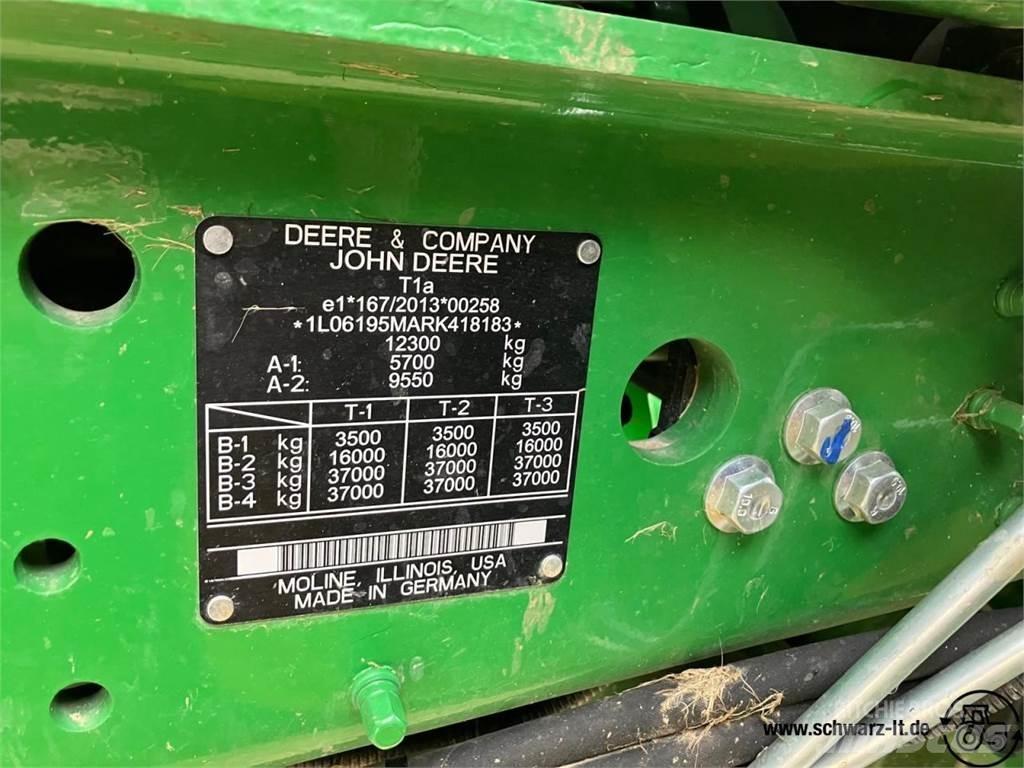 DEERE & COMPANY
JOHN DEERE
T1a
e1*167/2013*00258
*1L06195MARK418183*
12300 kg
A-1: 5700 kg
A-2: 9550 kg
T-1 T-2 T-3
B-1 kg 3500 3500 3500
B-2 kg 16000 16000 16000
B-3 kg 37000 37000 37000
B-4 kg 37000 37000 37000
MOLINE, ILLINOIS, USA
MADE IN GERMANY
10.9
www.schwarz-lt.de